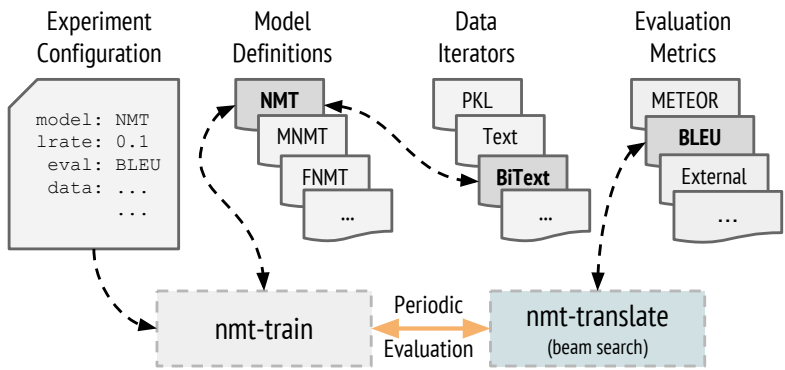 Experiment
Configuration
model: NMT
lrate: 0.1
eval: BLEU
data: ...
...
Model
Definitions
NMT
MNMT
FNMT
...
Data
Iterators
PKL
Text
BiText
...
Evaluation
Metrics
METEOR
BLEU
External
...
nmt-train
Periodic
Evaluation
nmt-translate
(beam search)